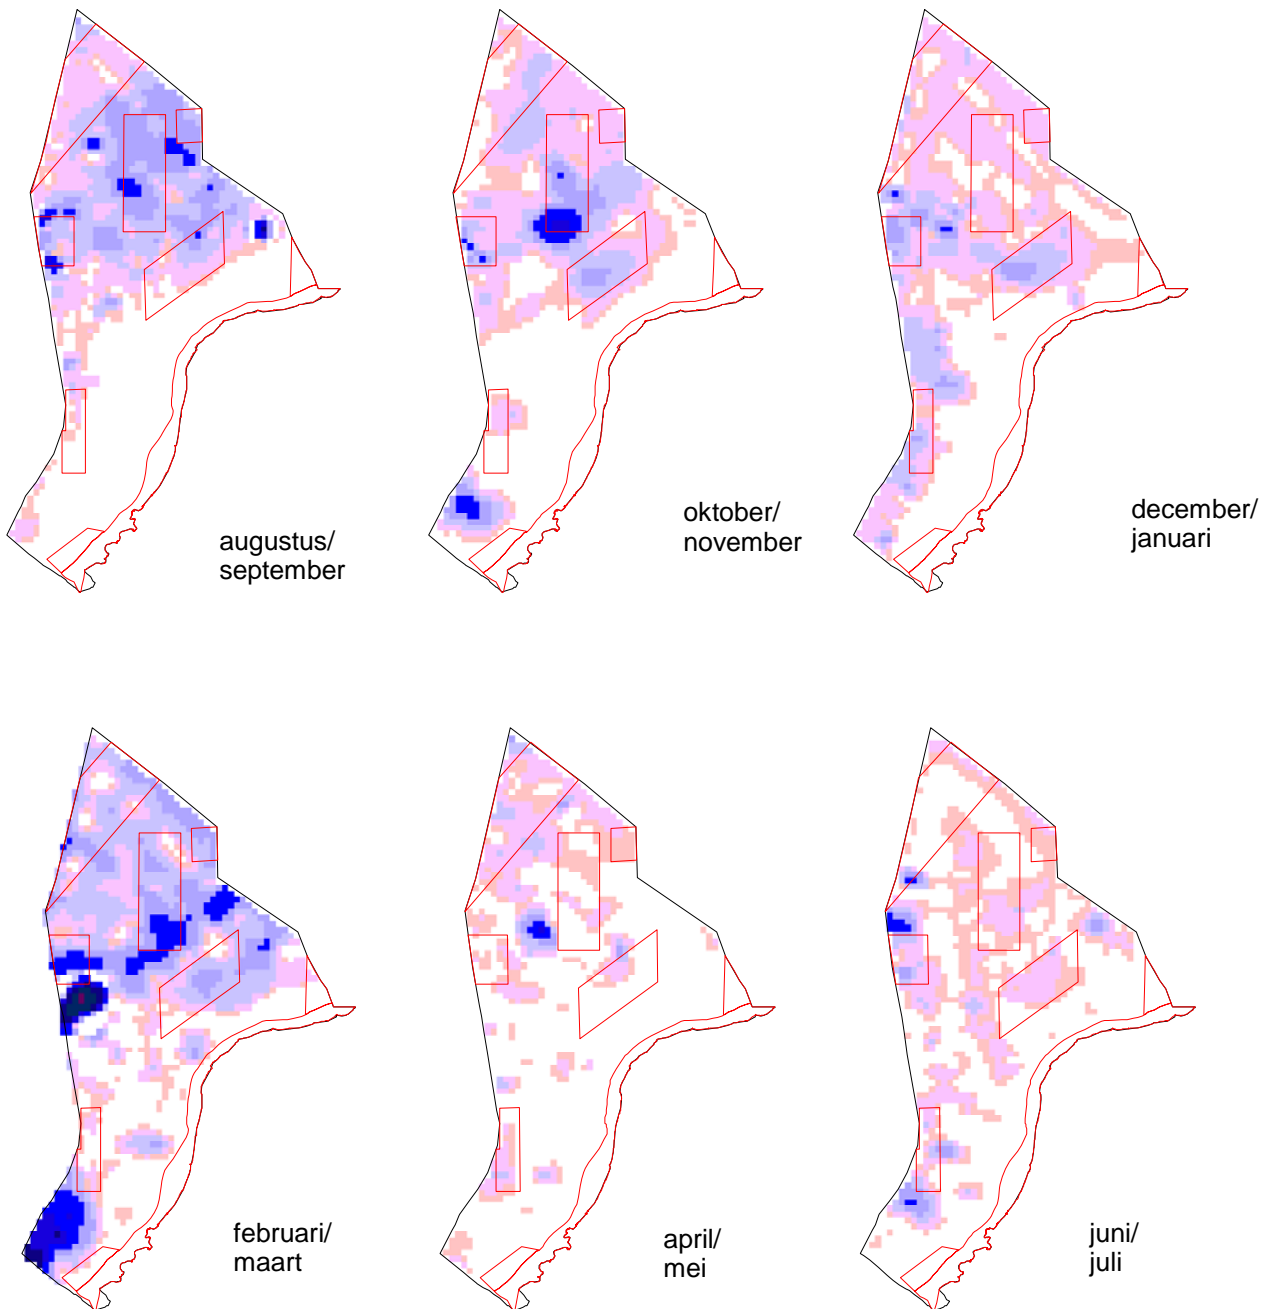 augustus/
september
oktober/
november
december/
januari
februari/
maart
april/
mei
juni/
juli